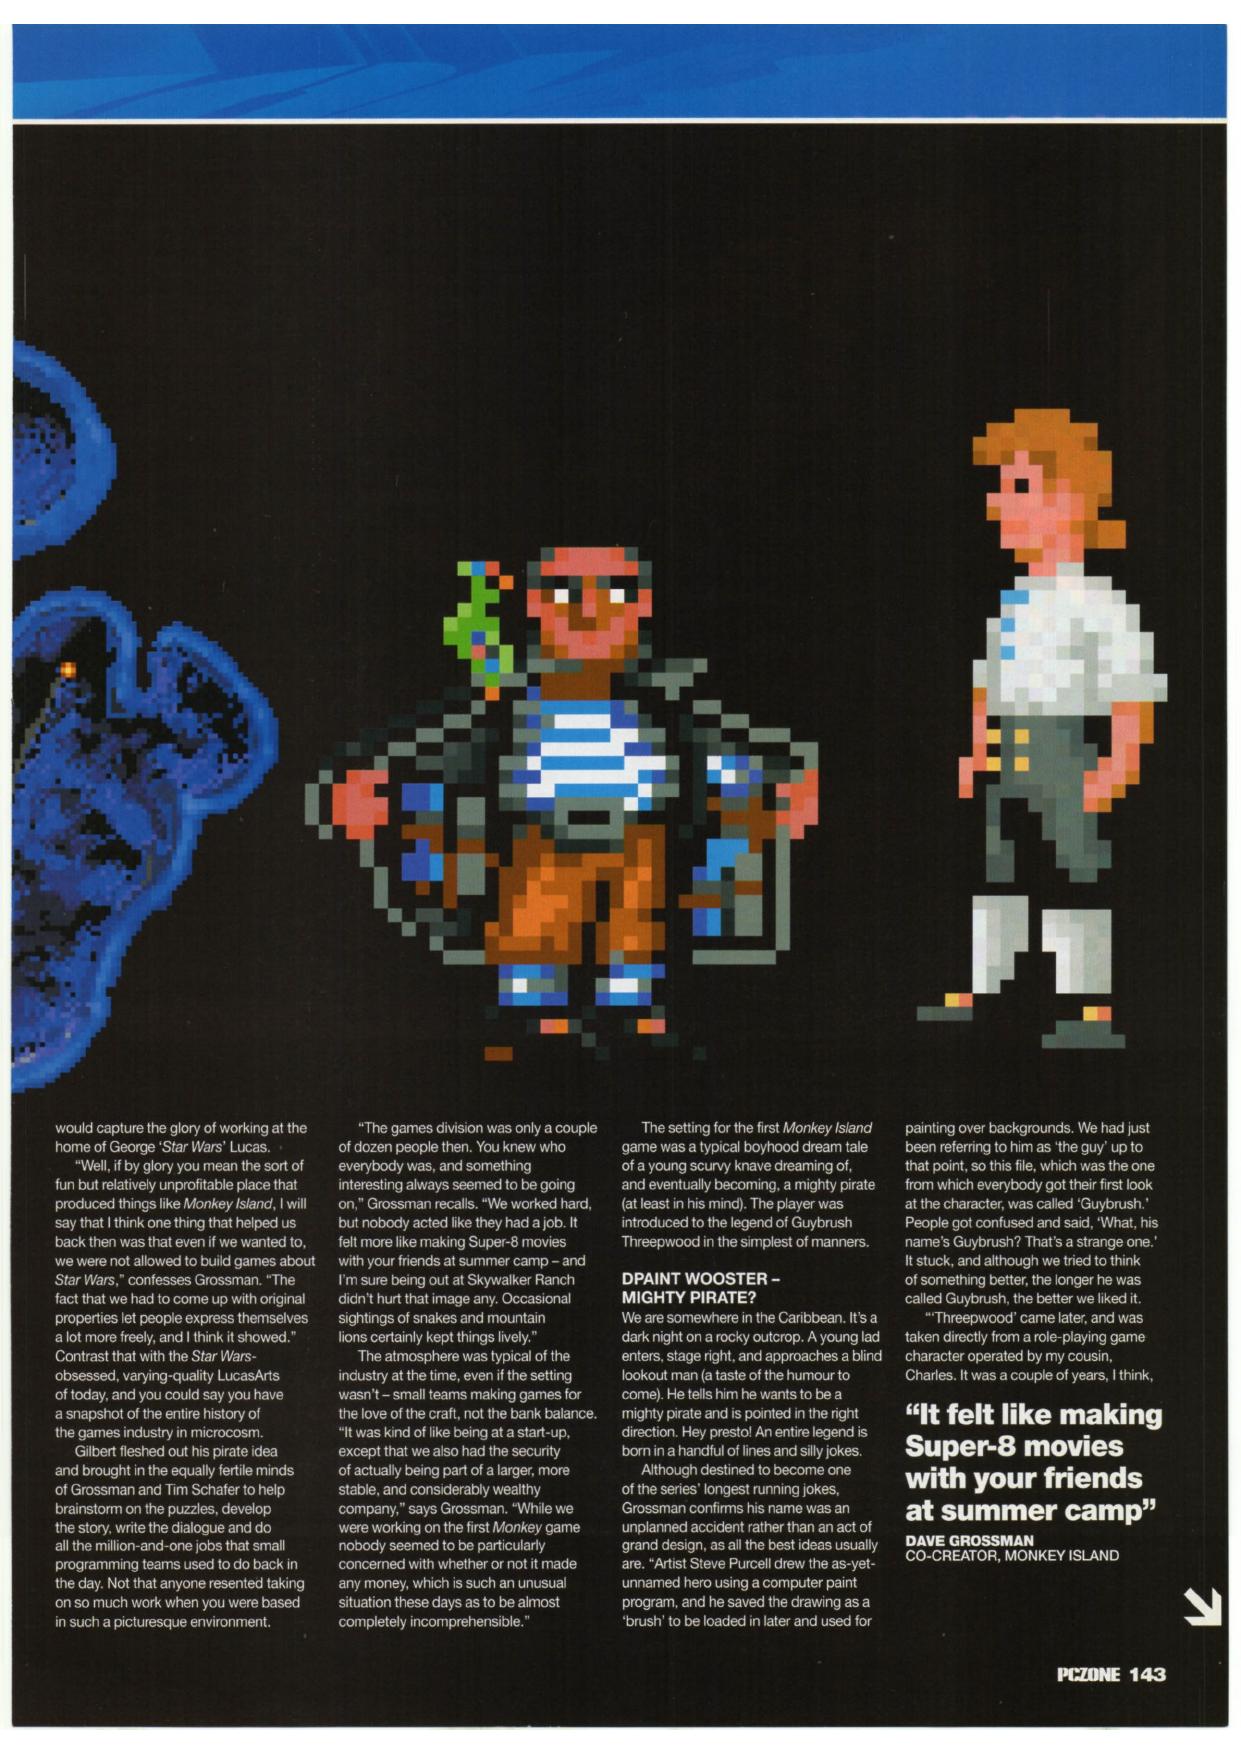 would capture the glory of working at the
home of George ‘Star Wars’ Lucas.
“Well, if by glory you mean the sort of
fun but relatively unprofitable place that
produced things like Monkey Island, I will
say that I think one thing that helped us
back then was that even if we wanted to,
we were not allowed to build games about
Star Wars,” confesses Grossman. “The
fact that we had to come up with original
properties let people express themselves
a lot more freely, and I think it showed.”
Contrast that with the Star Wars-
obsessed, varying-quality LucasArts
of today, and you could say you have
a snapshot of the entire history of
the games industry in microcosm.
Gilbert fleshed out his pirate idea
and brought in the equally fertile minds
of Grossman and Tim Schafer to help
brainstorm on the puzzles, develop
the story, write the dialogue and do
all the million-and-one jobs that small
programming teams used to do back in
the day. Not that anyone resented taking
on so much work when you were based
in such a picturesque environment.
“The games division was only a couple
of dozen people then. You knew who
everybody was, and something
interesting always seemed to be going
on,” Grossman recalls. “We worked hard,
but nobody acted like they had a job. It
felt more like making Super-8 movies
with your friends at summer camp – and
I’m sure being out at Skywalker Ranch
didn’t hurt that image any. Occasional
sightings of snakes and mountain
lions certainly kept things lively.”
The atmosphere was typical of the
industry at the time, even if the setting
wasn’t – small teams making games for
the love of the craft, not the bank balance.
“It was kind of like being at a start-up,
except that we also had the security
of actually being part of a larger, more
stable, and considerably wealthy
company,” says Grossman. “While we
were working on the first Monkey game
nobody seemed to be particularly
concerned with whether or not it made
any money, which is such an unusual
situation these days as to be almost
completely incomprehensible.”
The setting for the first Monkey Island
game was a typical boyhood dream tale
of a young scurvy knave dreaming of,
and eventually becoming, a mighty pirate
(at least in his mind). The player was
introduced to the legend of Guybrush
Threepwood in the simplest of manners.
DPAINT WOOSTER –
MIGHTY PIRATE?
We are somewhere in the Caribbean. It’s a
dark night on a rocky outcrop. A young lad
enters, stage right, and approaches a blind
lookout man (a taste of the humour to
come). He tells him he wants to be a
mighty pirate and is pointed in the right
direction. Hey presto! An entire legend is
born in a handful of lines and silly jokes.
Although destined to become one
of the series’ longest running jokes,
Grossman confirms his name was an
unplanned accident rather than an act of
grand design, as all the best ideas usually
are. “Artist Steve Purcell drew the as-yet-
unnamed hero using a computer paint
program, and he saved the drawing as a
‘brush’ to be loaded in later and used for
painting over backgrounds. We had just
been referring to him as ‘the guy’ up to
that point, so this file, which was the one
from which everybody got their first look
at the character, was called ‘Guybrush.’
People got confused and said, ‘What, his
name’s Guybrush? That’s a strange one.’
It stuck, and although we tried to think
of something better, the longer he was
called Guybrush, the better we liked it.
“‘Threepwood’ came later, and was
taken directly from a role-playing game
character operated by my cousin,
Charles. It was a couple of years, I think,
“It felt like making
Super-8 movies
with your friends
at summer camp”
DAVE GROSSMAN
CO-CREATOR, MONKEY ISLAND
PCZONE 143